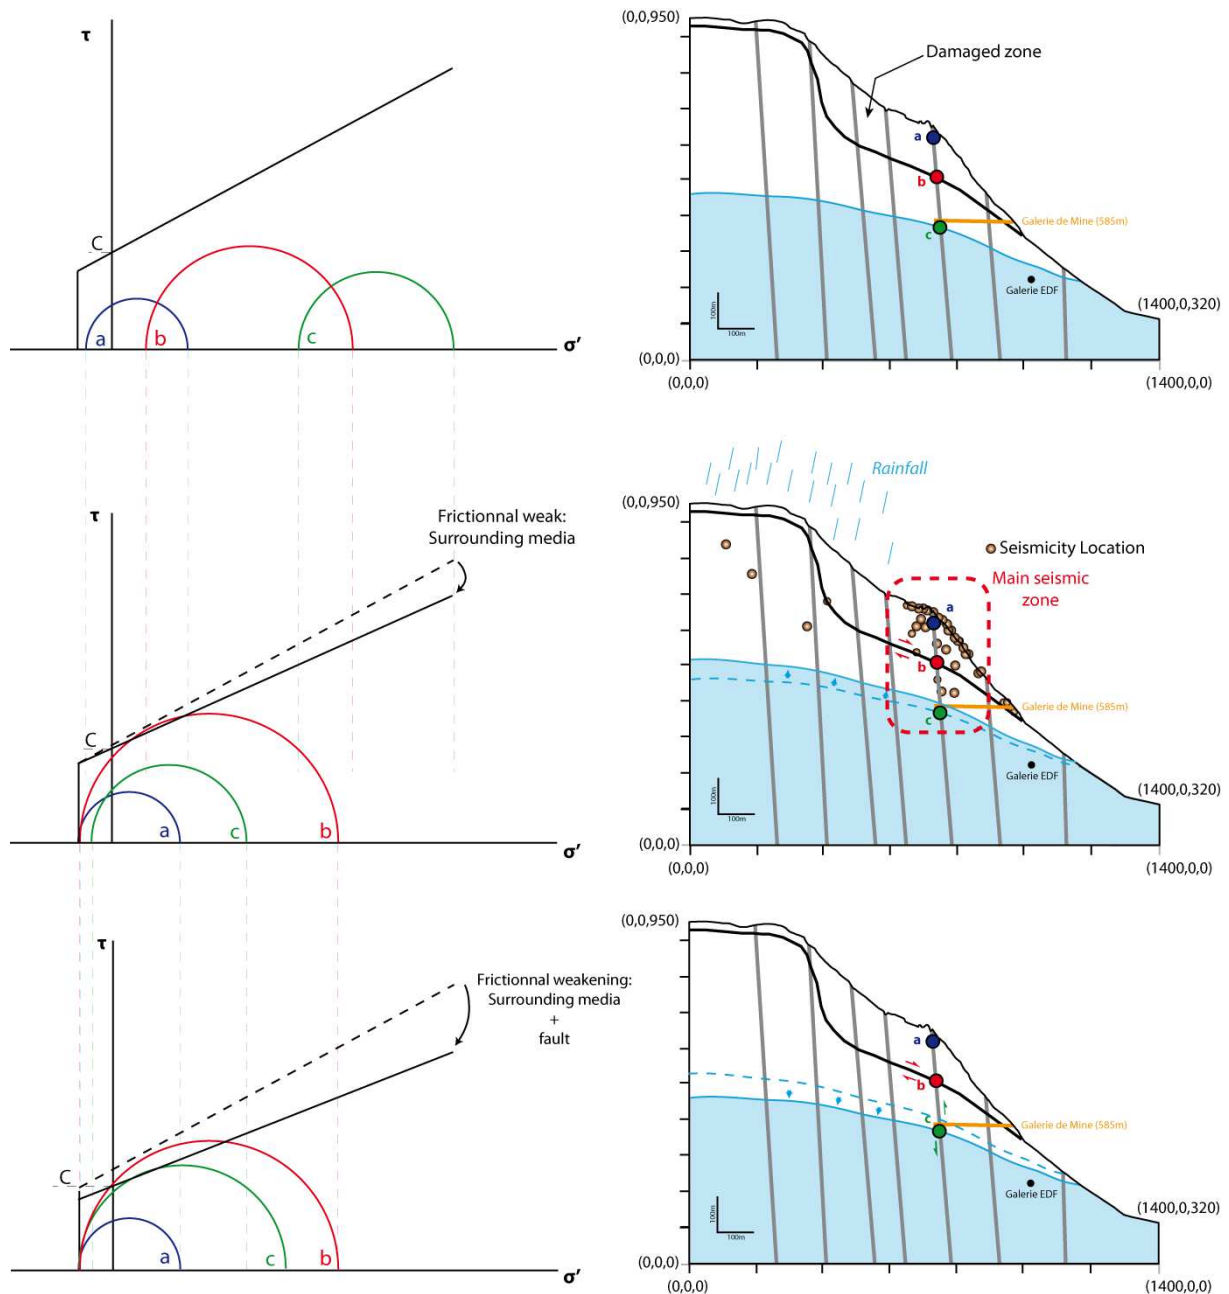 τ
C
a
b
c
σ'
(0,0,950)
Damaged zone
a
b
c
Galerie de Mine (585m)
Galerie EDF
100m
100m
(1400,0,320)
(0,0,0)
(0,0,0)
(1400,0,0)
τ
Frictionnal weak:
Surrounding media
C
a
c
b
σ'
Rainfall
(0,0,950)
Seismicity Location
Main seismic
zone
a
b
c
Galerie de Mine (585m)
Galerie EDF
100m
100m
(1400,0,320)
(0,0,0)
(0,0,0)
(1400,0,0)
τ
Frictionnal weakening:
Surrounding media
+
fault
C
a
c
b
σ'
(0,0,950)
a
b
c
Galerie de Mine (585m)
Galerie EDF
100m
100m
(1400,0,320)
(0,0,0)
(0,0,0)
(1400,0,0)